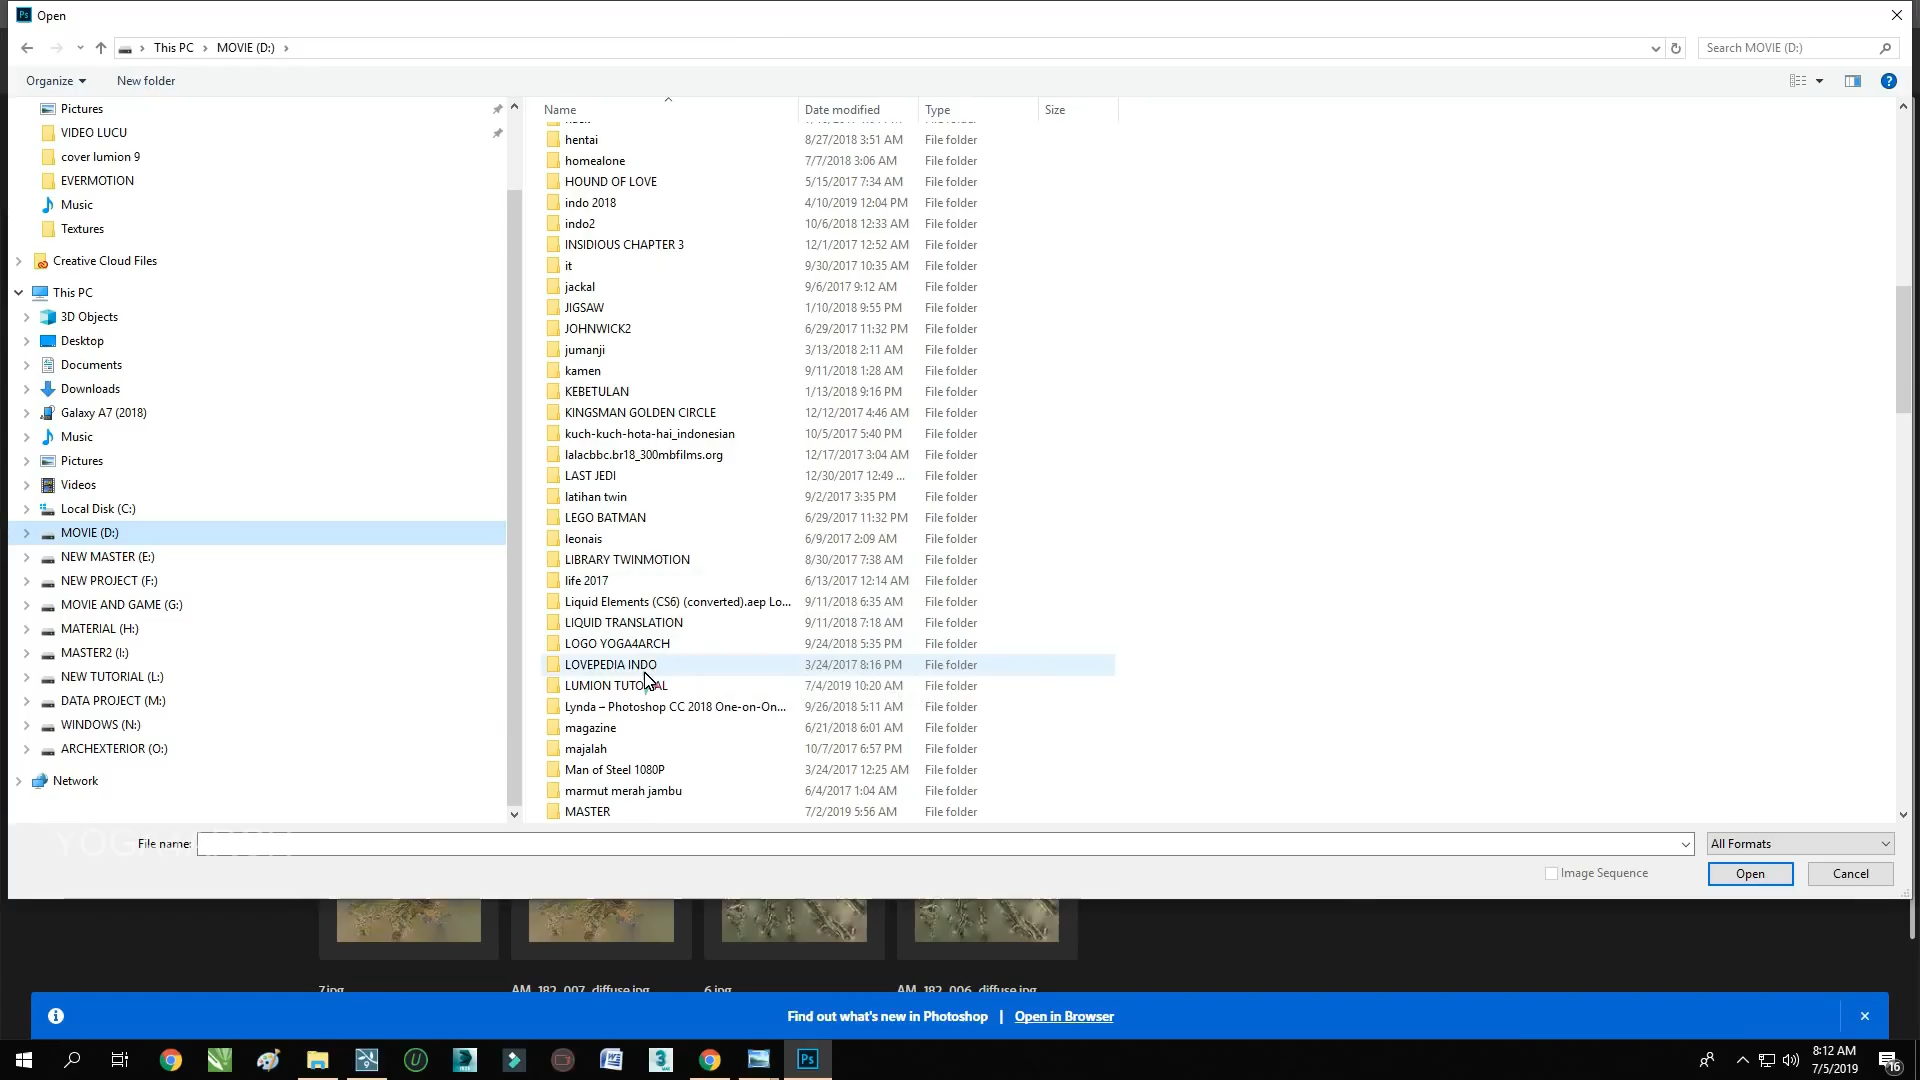 Open
This PC MOVIE (D:)
Search MOVIE (D:)
Organize New folder
Name Date modified Type Size
Pictures
VIDEO LUCU
cover lumion 9
EVERMOTION
Music
Textures
Creative Cloud Files
This PC
3D Objects
Desktop
Documents
Downloads
Galaxy A7 (2018)
Music
Pictures
Videos
Local Disk (C:)
MOVIE (D:)
NEW MASTER (E:)
NEW PROJECT (F:)
MOVIE AND GAME (G:)
MATERIAL (H:)
MASTER2 (I:)
NEW TUTORIAL (L:)
DATA PROJECT (M:)
WINDOWS (N:)
ARCHEXTERIOR (O:)
Network
hentai 8/27/2018 3:51 AM File folder
homealone 7/7/2018 3:06 AM File folder
HOUND OF LOVE 5/15/2017 7:34 AM File folder
indo 2018 4/10/2019 12:04 PM File folder
indo2 10/6/2018 12:33 AM File folder
INSIDIOUS CHAPTER 3 12/1/2017 12:52 AM File folder
it 9/30/2017 10:35 AM File folder
jackal 9/6/2017 9:12 AM File folder
JIGSAW 1/10/2018 9:55 PM File folder
JOHNWICK2 6/29/2017 11:32 PM File folder
jumanji 3/13/2018 2:11 AM File folder
kamen 9/11/2018 1:28 AM File folder
KEBETULAN 1/13/2018 9:16 PM File folder
KINGSMAN GOLDEN CIRCLE 12/12/2017 4:46 AM File folder
kuch-kuch-hota-hai_indonesian 10/5/2017 5:40 PM File folder
lalacbbc.br18_300mbfilms.org 12/17/2017 3:04 AM File folder
LAST JEDI 12/30/2017 12:49 ... File folder
latihan twin 9/2/2017 3:35 PM File folder
LEGO BATMAN 6/29/2017 11:32 PM File folder
leonais 6/9/2017 2:09 AM File folder
LIBRARY TWINMOTION 8/30/2017 7:38 AM File folder
life 2017 6/13/2017 12:14 AM File folder
Liquid Elements (CS6) (converted).aep Lo... 9/11/2018 6:35 AM File folder
LIQUID TRANSLATION 9/11/2018 7:18 AM File folder
LOGO YOGA4ARCH 9/24/2018 5:35 PM File folder
LOVEPEDIA INDO 3/24/2017 8:16 PM File folder
LUMION TUTORIAL 7/4/2019 10:20 AM File folder
Lynda – Photoshop CC 2018 One-on-On... 9/26/2018 5:11 AM File folder
magazine 6/21/2018 6:01 AM File folder
majalah 10/7/2017 6:57 PM File folder
Man of Steel 1080P 3/24/2017 12:25 AM File folder
marmut merah jambu 6/4/2017 1:04 AM File folder
MASTER 7/2/2019 5:56 AM File folder
File name:
All Formats
Image Sequence
Open Cancel
7.jpg AM_182_007_diffuse.jpg 6.jpg AM_182_006_diffuse.jpg
Find out what's new in Photoshop | Open in Browser
8:12 AM
7/5/2019
16